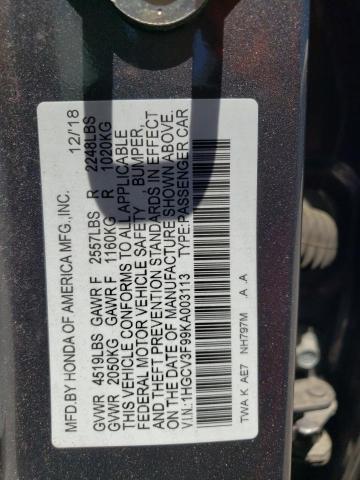 MFD.BY HONDA OF AMERICA MFG.,INC. 12/18
GVWR 4519LBS GAWR F 2557LBS R 2248LBS
GVWR 2050KG GAWR F 1160KG R 1020KG
THIS VEHICLE CONFORMS TO ALL APPLICABLE
FEDERAL MOTOR VEHICLE SAFETY, BUMPER,
AND THEFT PREVENTION STANDARDS IN EFFECT
ON THE DATE OF MANUFACTURE SHOWN ABOVE.
V.I.N.:1HGCV3F99KA003113 TYPE:PASSENGER CAR
TWA K AE7 NH797M A A